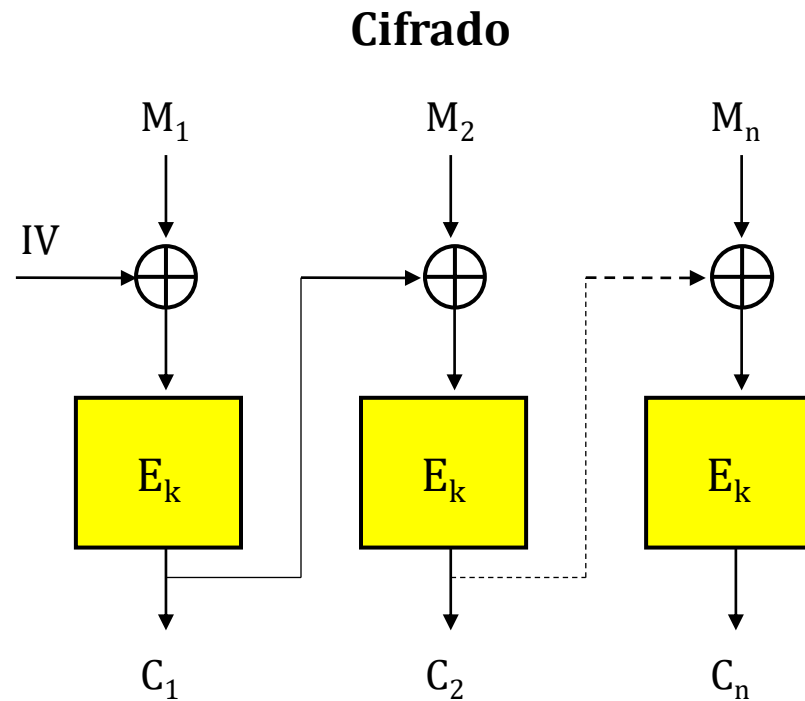 Cifrado
M₁ M₂ Mₙ
IV
Eₖ Eₖ Eₖ
C₁ C₂ Cₙ